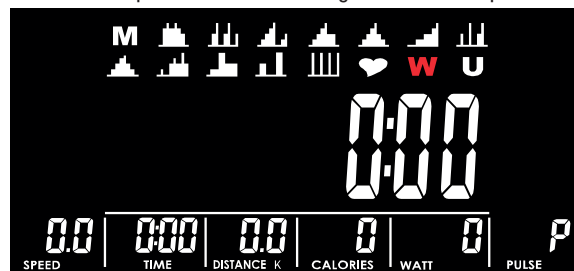 M
W U
0:00
0.0 0:00 0.0 0 0 P
SPEED TIME DISTANCE K CALORIES WATT PULSE